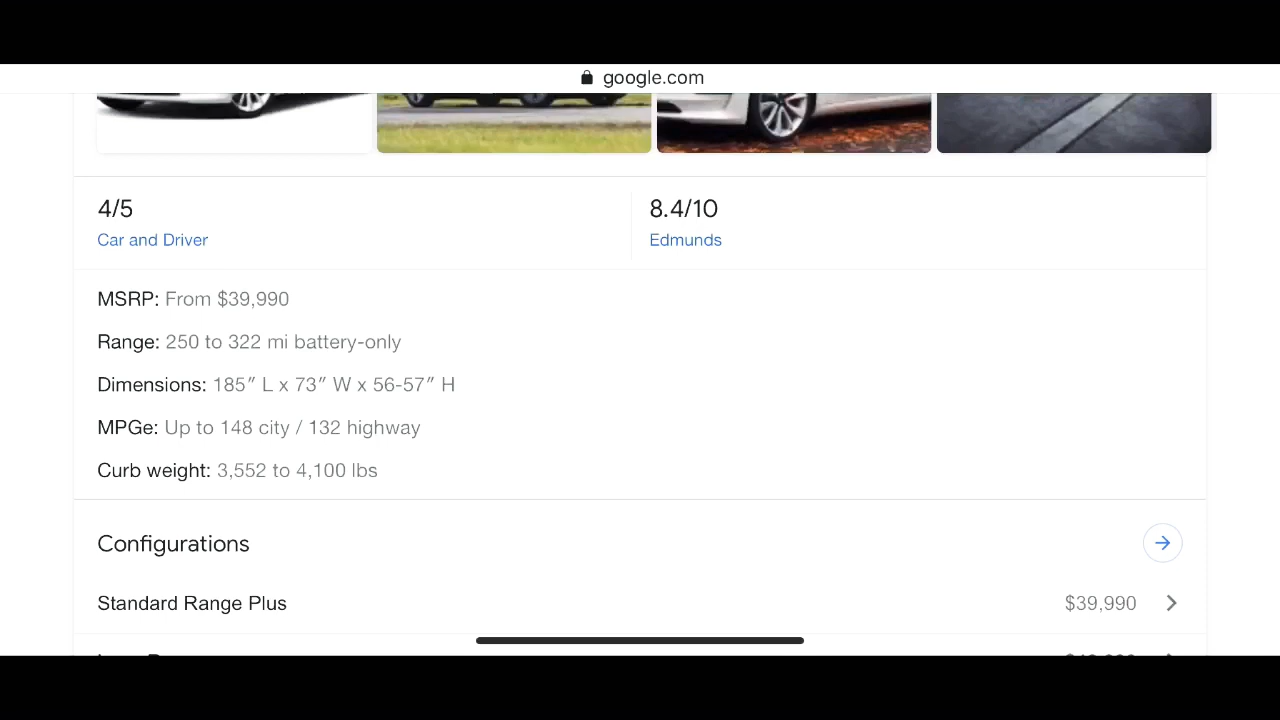 google.com
4/5
8.4/10
Car and Driver
Edmunds
MSRP: From $39,990
Range: 250 to 322 mi battery-only
Dimensions: 185″ L x 73″ W x 56-57″ H
MPGe: Up to 148 city / 132 highway
Curb weight: 3,552 to 4,100 lbs
Configurations
Standard Range Plus
$39,990